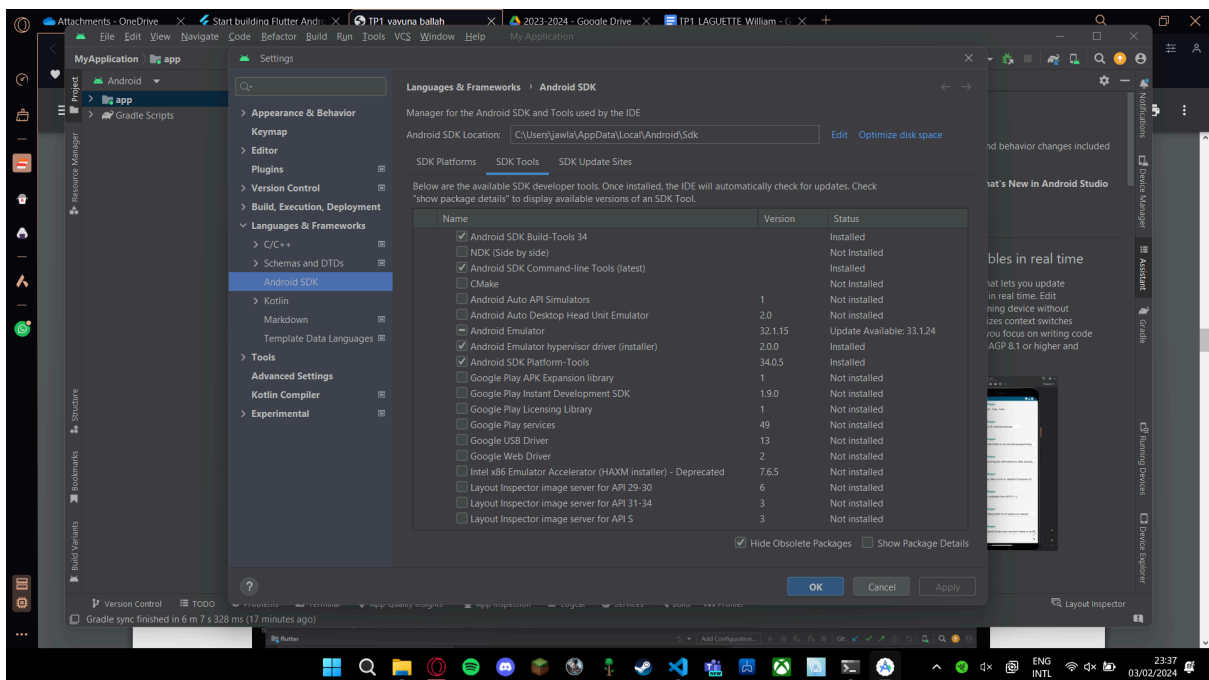 Attachments - OneDrive
Start building Flutter Andro
TP1 vayuna ballah
2023-2024 - Google Drive
TP1 LAGUETTE William - G
File Edit View Navigate Code Refactor Build Run Tools VCS Window Help My Application
MyApplication app
Settings
Android
app
Gradle Scripts
Project
Resource Manager
Structure
Bookmarks
Build Variants
Appearance & Behavior
Keymap
Editor
Plugins
Version Control
Build, Execution, Deployment
Languages & Frameworks
C/C++
Schemas and DTDs
Android SDK
Kotlin
Markdown
Template Data Languages
Tools
Advanced Settings
Kotlin Compiler
Experimental
Languages & Frameworks › Android SDK
Manager for the Android SDK and Tools used by the IDE
Android SDK Location: C:\Users\jawla\AppData\Local\Android\Sdk Edit Optimize disk space
SDK Platforms SDK Tools SDK Update Sites
Below are the available SDK developer tools. Once installed, the IDE will automatically check for updates. Check
"show package details" to display available versions of an SDK Tool.
Name Version Status
Android SDK Build-Tools 34 Installed
NDK (Side by side) Not Installed
Android SDK Command-line Tools (latest) Installed
CMake Not Installed
Android Auto API Simulators 1 Not installed
Android Auto Desktop Head Unit Emulator 2.0 Not installed
Android Emulator 32.1.15 Update Available: 33.1.24
Android Emulator hypervisor driver (installer) 2.0.0 Installed
Android SDK Platform-Tools 34.0.5 Installed
Google Play APK Expansion library 1 Not installed
Google Play Instant Development SDK 1.9.0 Not installed
Google Play Licensing Library 1 Not installed
Google Play services 49 Not installed
Google USB Driver 13 Not installed
Google Web Driver 2 Not installed
Intel x86 Emulator Accelerator (HAXM installer) - Deprecated 7.6.5 Not installed
Layout Inspector image server for API 29-30 6 Not installed
Layout Inspector image server for API 31-34 3 Not installed
Layout Inspector image server for API S 3 Not installed
Hide Obsolete Packages Show Package Details
? OK Cancel Apply
nd behavior changes included
nat's New in Android Studio
bles in real time
nat lets you update
in real time. Edit
ning device without
izes context switches
you focus on writing code
AGP 8.1 or higher and
Notifications
Device Manager
Assistant
Gradle
Running Devices
Device Explorer
Version Control TODO Problems Terminal App Quality Insights App Inspection Logcat Services Build Profiler
Layout Inspector
Gradle sync finished in 6 m 7 s 328 ms (17 minutes ago)
flutter Add Configuration... Git:
ENG
INTL
23:37
03/02/2024